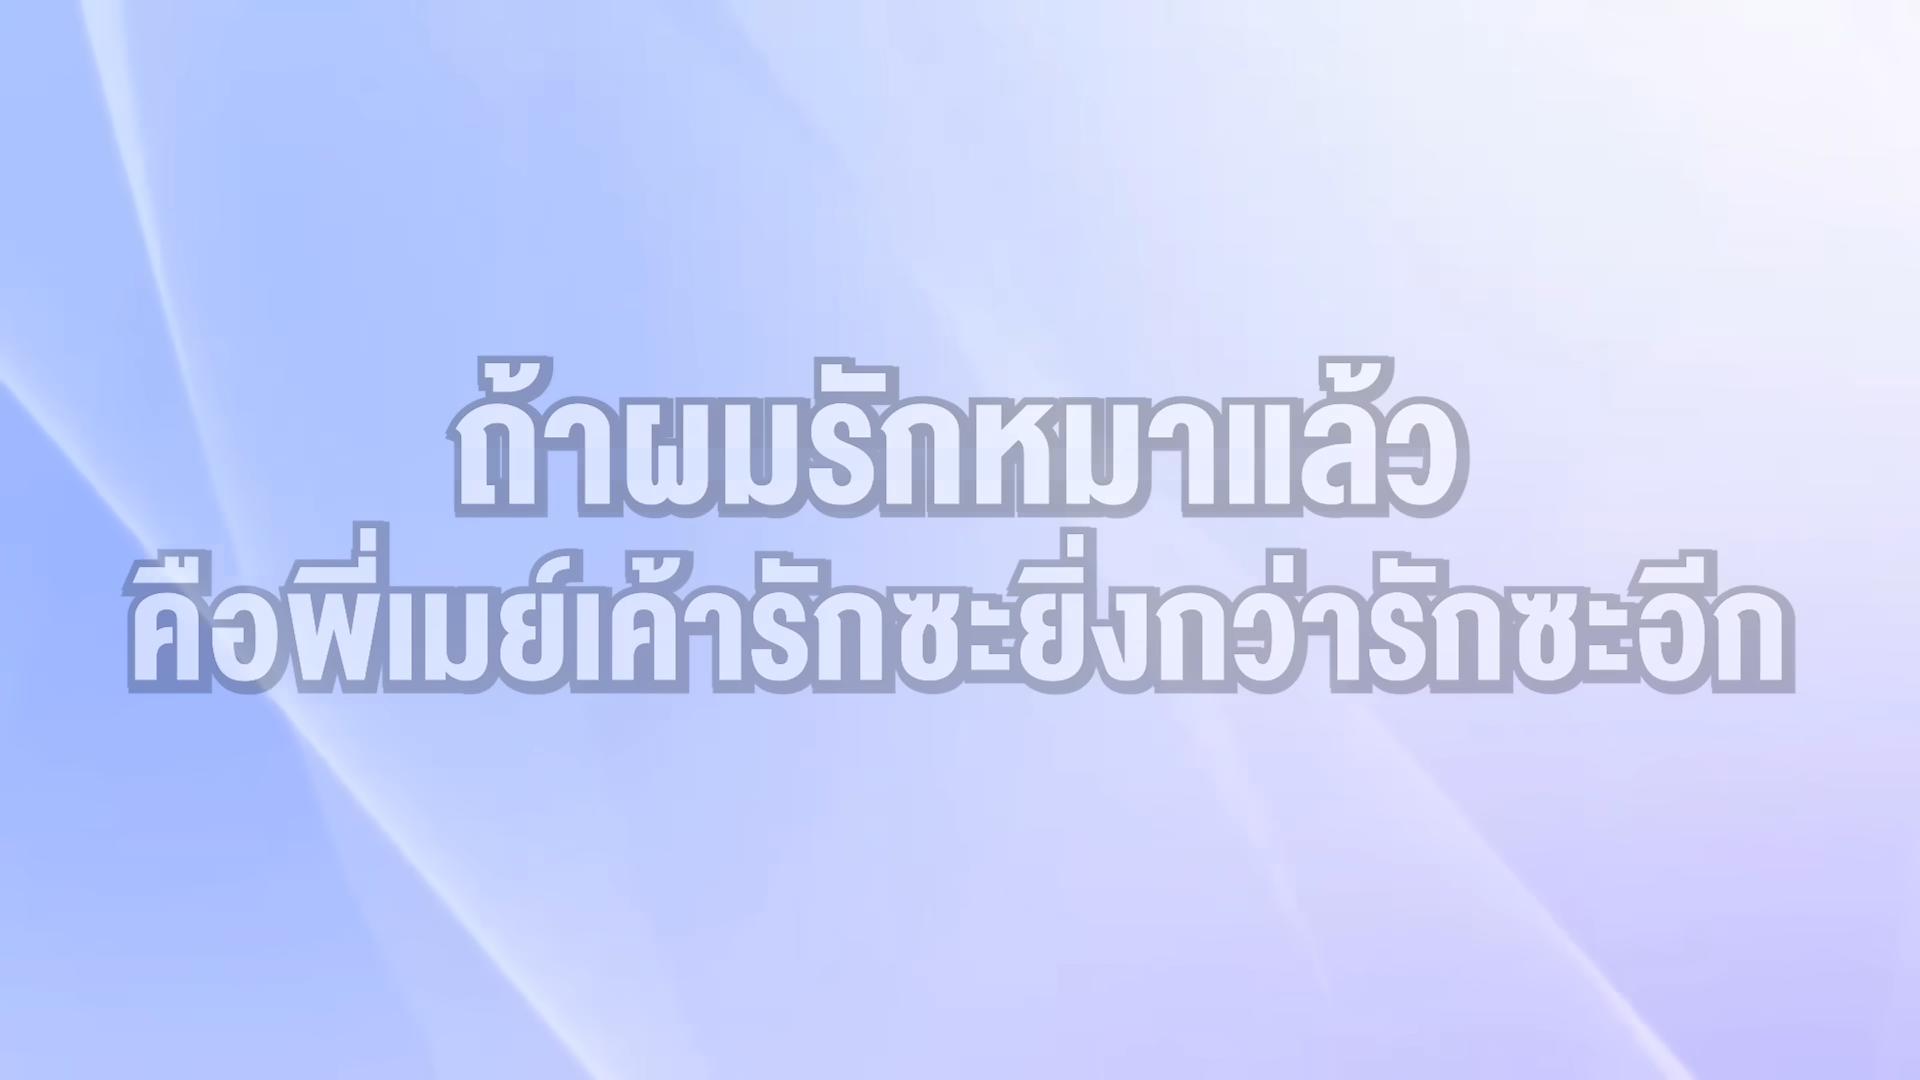 ถ้าผมรักหมาแล้ว
คือพี่เมย์เค้ารักซะยิ่งกว่ารักซะอีก